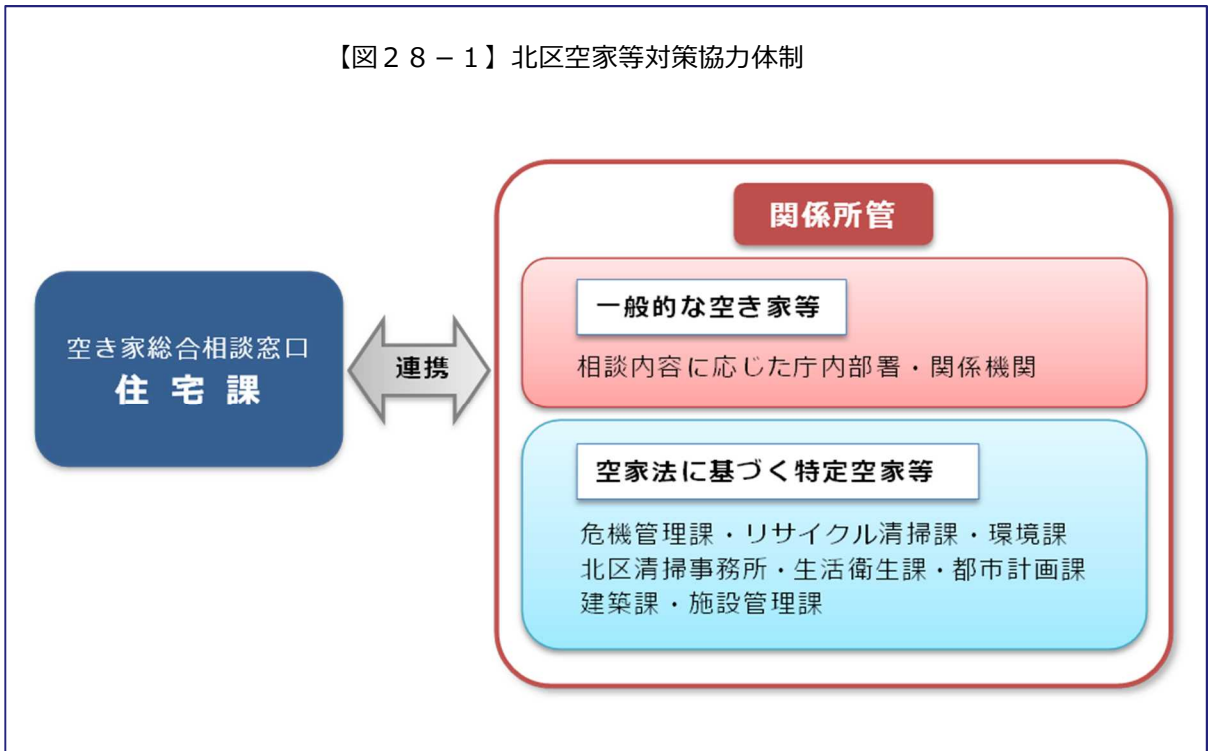 【図２８－１】北区空家等対策協力体制
空き家総合相談窓口
住宅課
連携
関係所管
一般的な空き家等
相談内容に応じた庁内部署・関係機関
空家法に基づく特定空家等
危機管理課・リサイクル清掃課・環境課
北区清掃事務所・生活衛生課・都市計画課
建築課・施設管理課